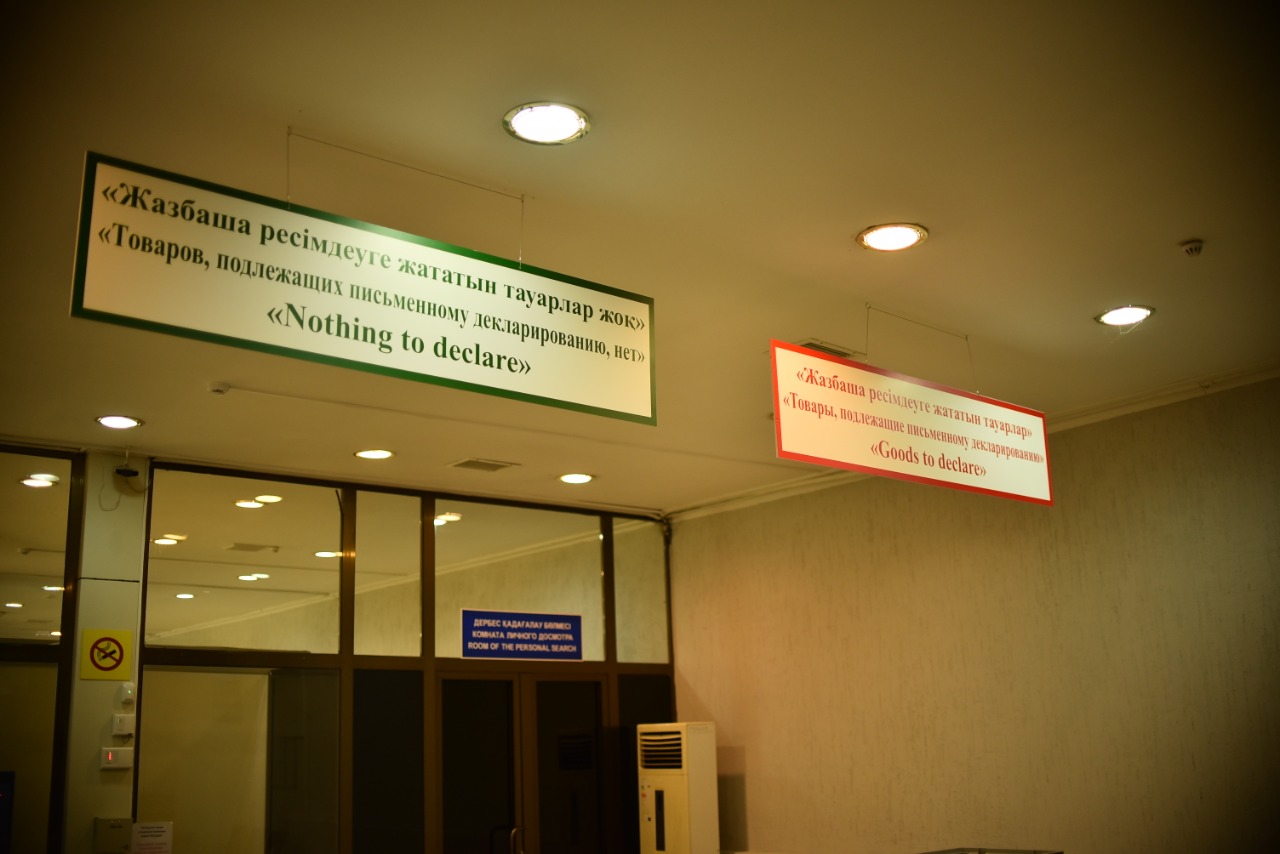 «Жазбаша ресімдеуге жататын тауарлар жоқ»
«Товаров, подлежащих письменному декларированию, нет»
«Nothing to declare»
«Жазбаша ресімдеуге жататын тауарлар»
«Товары, подлежащие письменному декларированию»
«Goods to declare»
ДЕРБЕС ҚАДАҒАЛАУ БӨЛМЕСІ
КОМНАТА ЛИЧНОГО ДОСМОТРА
ROOM OF THE PERSONAL SEARCH